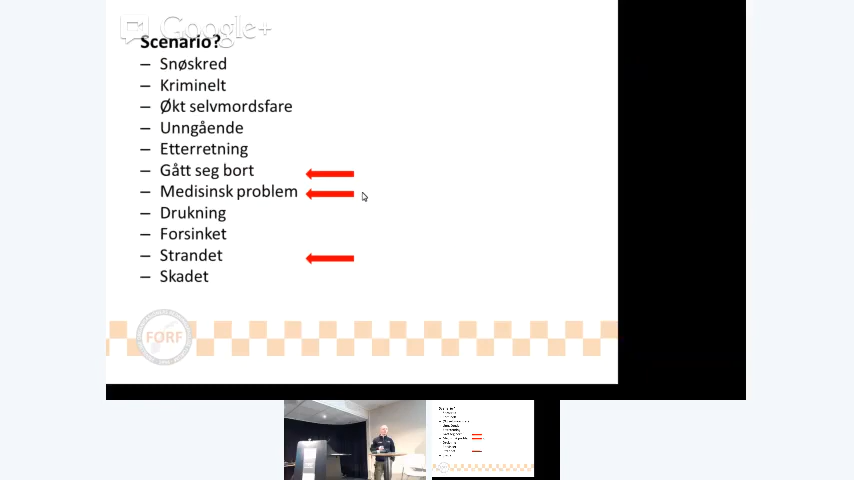 Google+
Scenario?
– Snøskred
– Kriminelt
– Økt selvmordsfare
– Unngående
– Etterretning
– Gått seg bort
– Medisinsk problem
– Drukning
– Forsinket
– Strandet
– Skadet
FORF